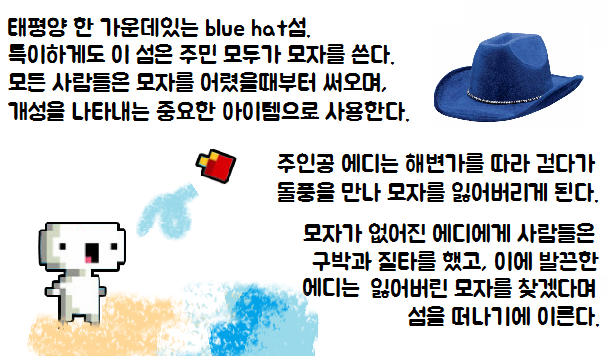 태평양 한 가운데있는 blue hat섬.
특이하게도 이 섬은 주민 모두가 모자를 쓴다.
모든 사람들은 모자를 어렸을때부터 써오며,
개성을 나타내는 중요한 아이템으로 사용한다.
주인공 에디는 해변가를 따라 걷다가
돌풍을 만나 모자를 잃어버리게 된다.
모자가 없어진 에디에게 사람들은
구박과 질타를 했고, 이에 발끈한
에디는 잃어버린 모자를 찾겠다며
섬을 떠나기에 이른다.